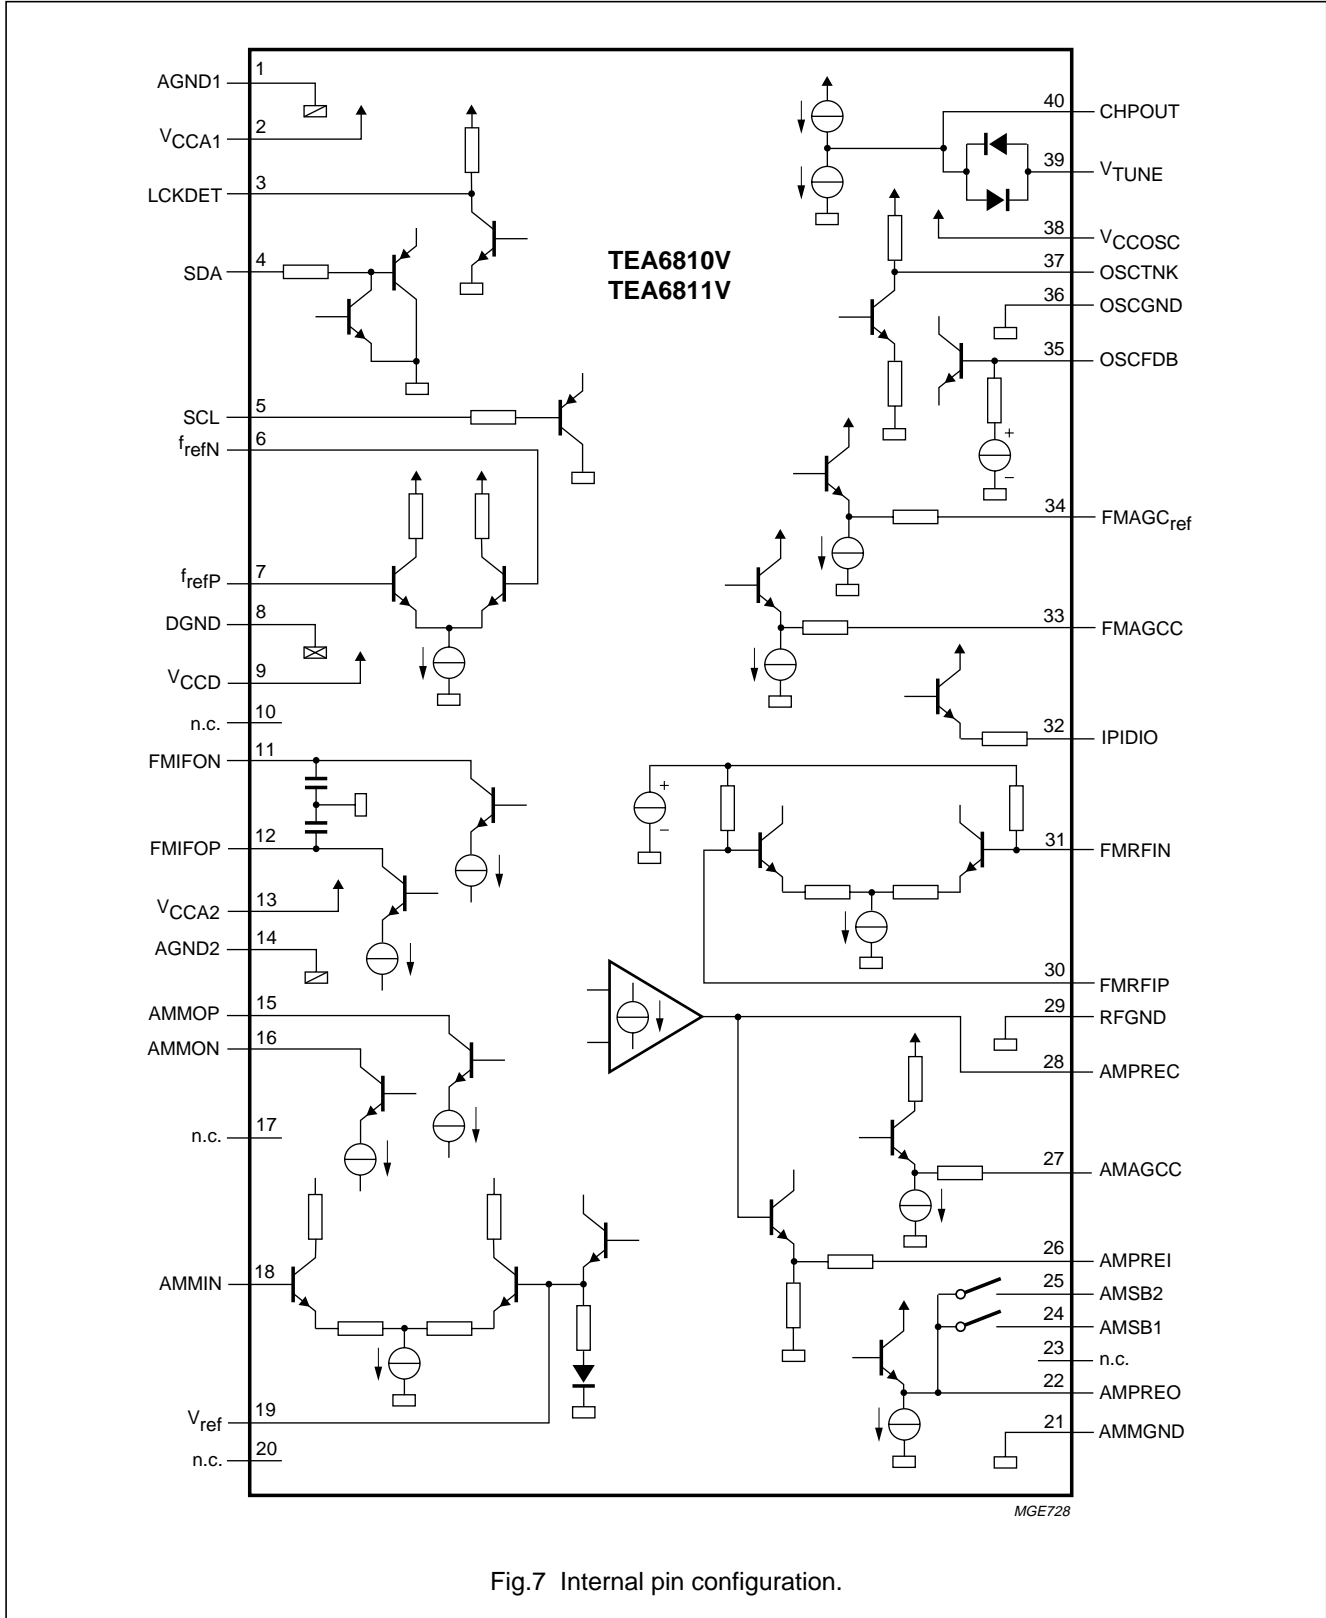 1
AGND1
2
VCCA1
3
LCKDET
4
SDA
5
SCL
6
frefN
7
frefP
8
DGND
9
VCCD
10
n.c.
11
FMIFON
12
FMIFOP
13
VCCA2
14
AGND2
15
AMMOP
16
AMMON
17
n.c.
18
AMMIN
19
Vref
20
n.c.
TEA6810V
TEA6811V
40
CHPOUT
39
VTUNE
38
VCCOSC
37
OSCTNK
36
OSCGND
35
OSCFDB
+
−
34
FMAGCref
33
FMAGCC
32
IPIDIO
+
−
31
FMRFIN
30
FMRFIP
29
RFGND
28
AMPREC
27
AMAGCC
26
AMPREI
25
AMSB2
24
AMSB1
23
n.c.
22
AMPREO
21
AMMGND
MGE728
Fig.7 Internal pin configuration.